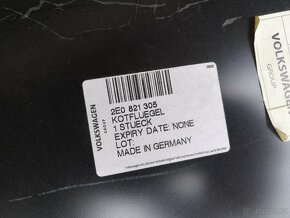 VOLKSWAGEN
GROUP
2E0 821 305
KOTFLUEGEL
1 STUECK
EXPIRY DATE: NONE
LOT:
MADE IN GERMANY
VOLKSWAGEN
GROUP